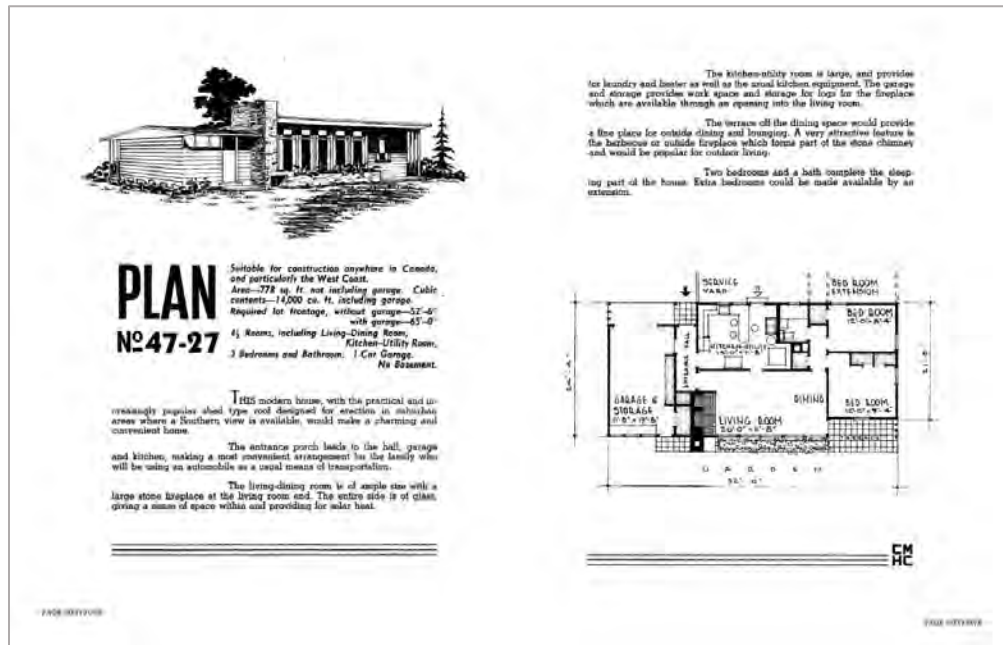 PLAN
Nº47-27
Suitable for construction anywhere in Canada,
and particularly the West Coast.
Area—778 sq. ft. not including garage. Cubic
contents—14,000 cu. ft. including garage.
Required lot frontage, without garage—52'-6"
with garage—65'-0"
4½ Rooms, including Living-Dining Room,
Kitchen-Utility Room,
Bedrooms and Bathroom. 1 Car Garage.
No Basement.
THIS modern house, with the practical and in-
creasingly popular shed type roof designed for erection in suburban
areas where a Southern view is available, would make a charming and
convenient home.
The entrance porch leads to the hall, garage
and kitchen, making a most convenient arrangement for the family who
will be using an automobile as a usual means of transportation.
The living-dining room is of ample size with a
large stone fireplace at the living room end. The entire side is of glass,
giving a sense of space within and providing for solar heat.
The kitchen-utility room is large, and provides
for laundry and heater as well as the usual kitchen equipment. The garage
and storage provides work space and storage for logs for the fireplace
which are available through an opening into the living room.
The terrace off the dining space would provide
a fine place for outside dining and lounging. A very attractive feature is
the barbecue or outside fireplace which forms part of the stone chimney
and would be popular for outdoor living.
Two bedrooms and a bath complete the sleep-
ing part of the house. Extra bedrooms could be made available by an
extension.
SERVICE
YARD
BED ROOM
EXTENSION
BED ROOM
KITCHEN-UTILITY
ENTRANCE HALL
GARAGE &
STORAGE
DINING
BED ROOM
LIVING ROOM
TERRACE
GARDEN
CM
HC
PAGE
PAGE